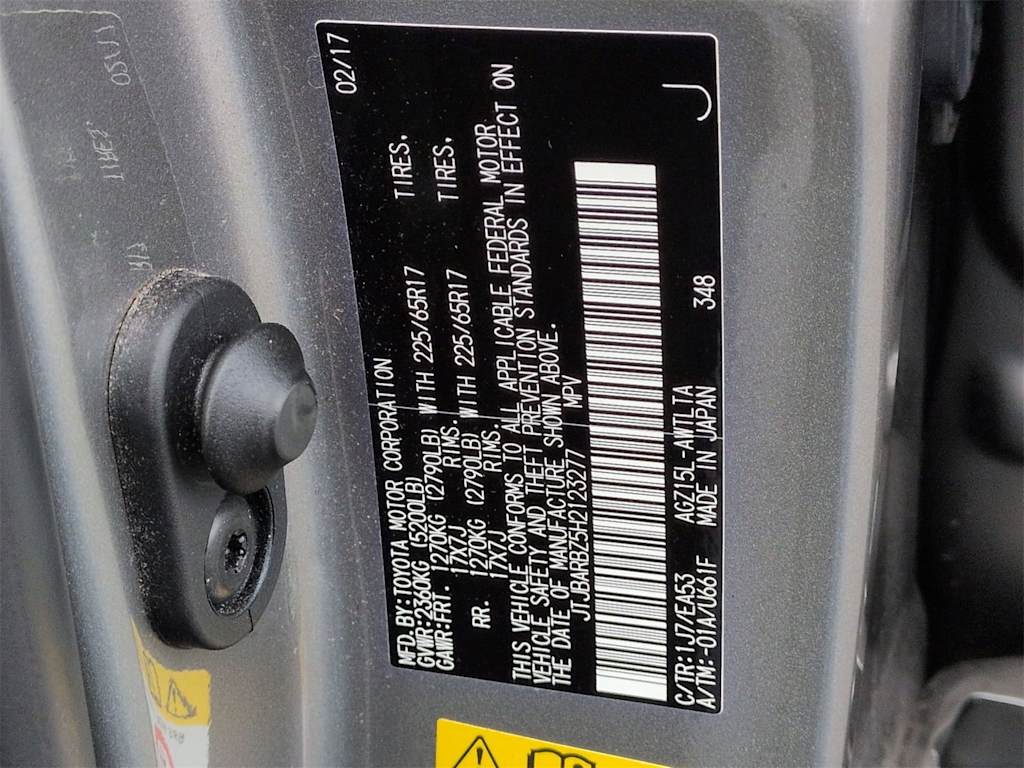 MFD. BY: TOYOTA MOTOR CORPORATION 02/17
GVWR: 2360KG (5200LB)
GAWR: FRT. 1270KG (2790LB) WITH 225/65R17 TIRES,
17X7J RIMS.
RR. 1270KG (2790LB) WITH 225/65R17 TIRES,
17X7J RIMS.
THIS VEHICLE CONFORMS TO ALL APPLICABLE FEDERAL MOTOR
VEHICLE SAFETY AND THEFT PREVENTION STANDARDS IN EFFECT ON
THE DATE OF MANUFACTURE SHOWN ABOVE.
JTJBARBZ5H2123277 MPV
C/TR: 1J7/EA53 AGZ15L-AWLTA 348
A/TM: -01A/U661F MADE IN JAPAN J